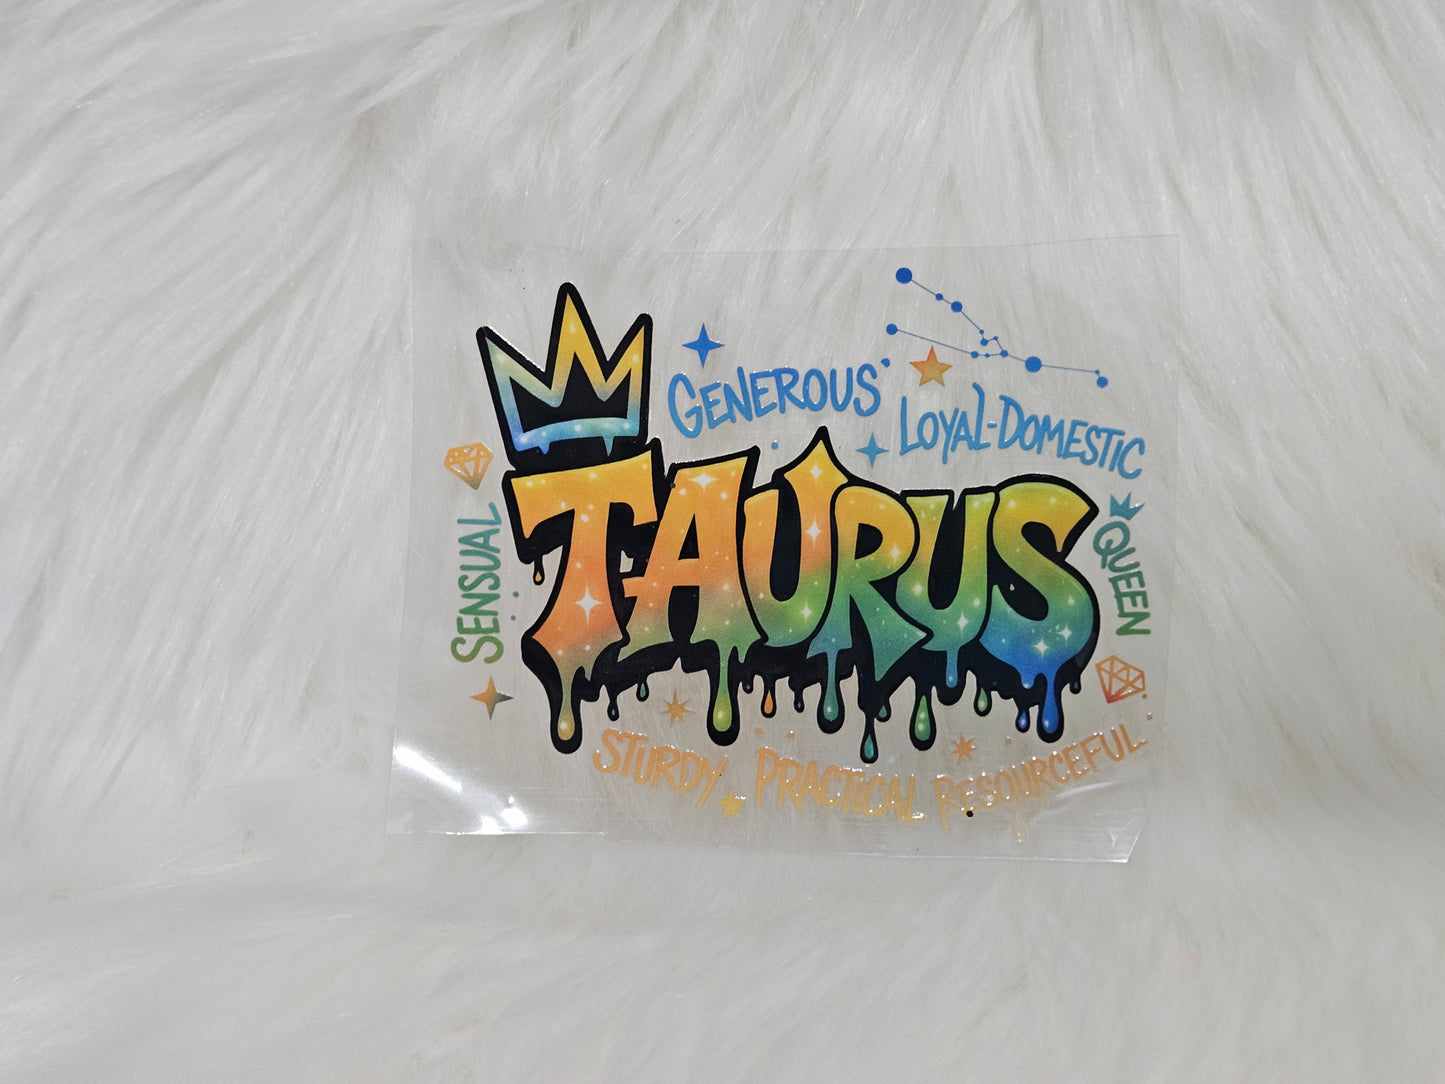 GENEROUS
LOYAL-DOMESTIC
TAURUS
SENSUAL
QUEEN
STURDY PRACTICAL RESOURCEFUL